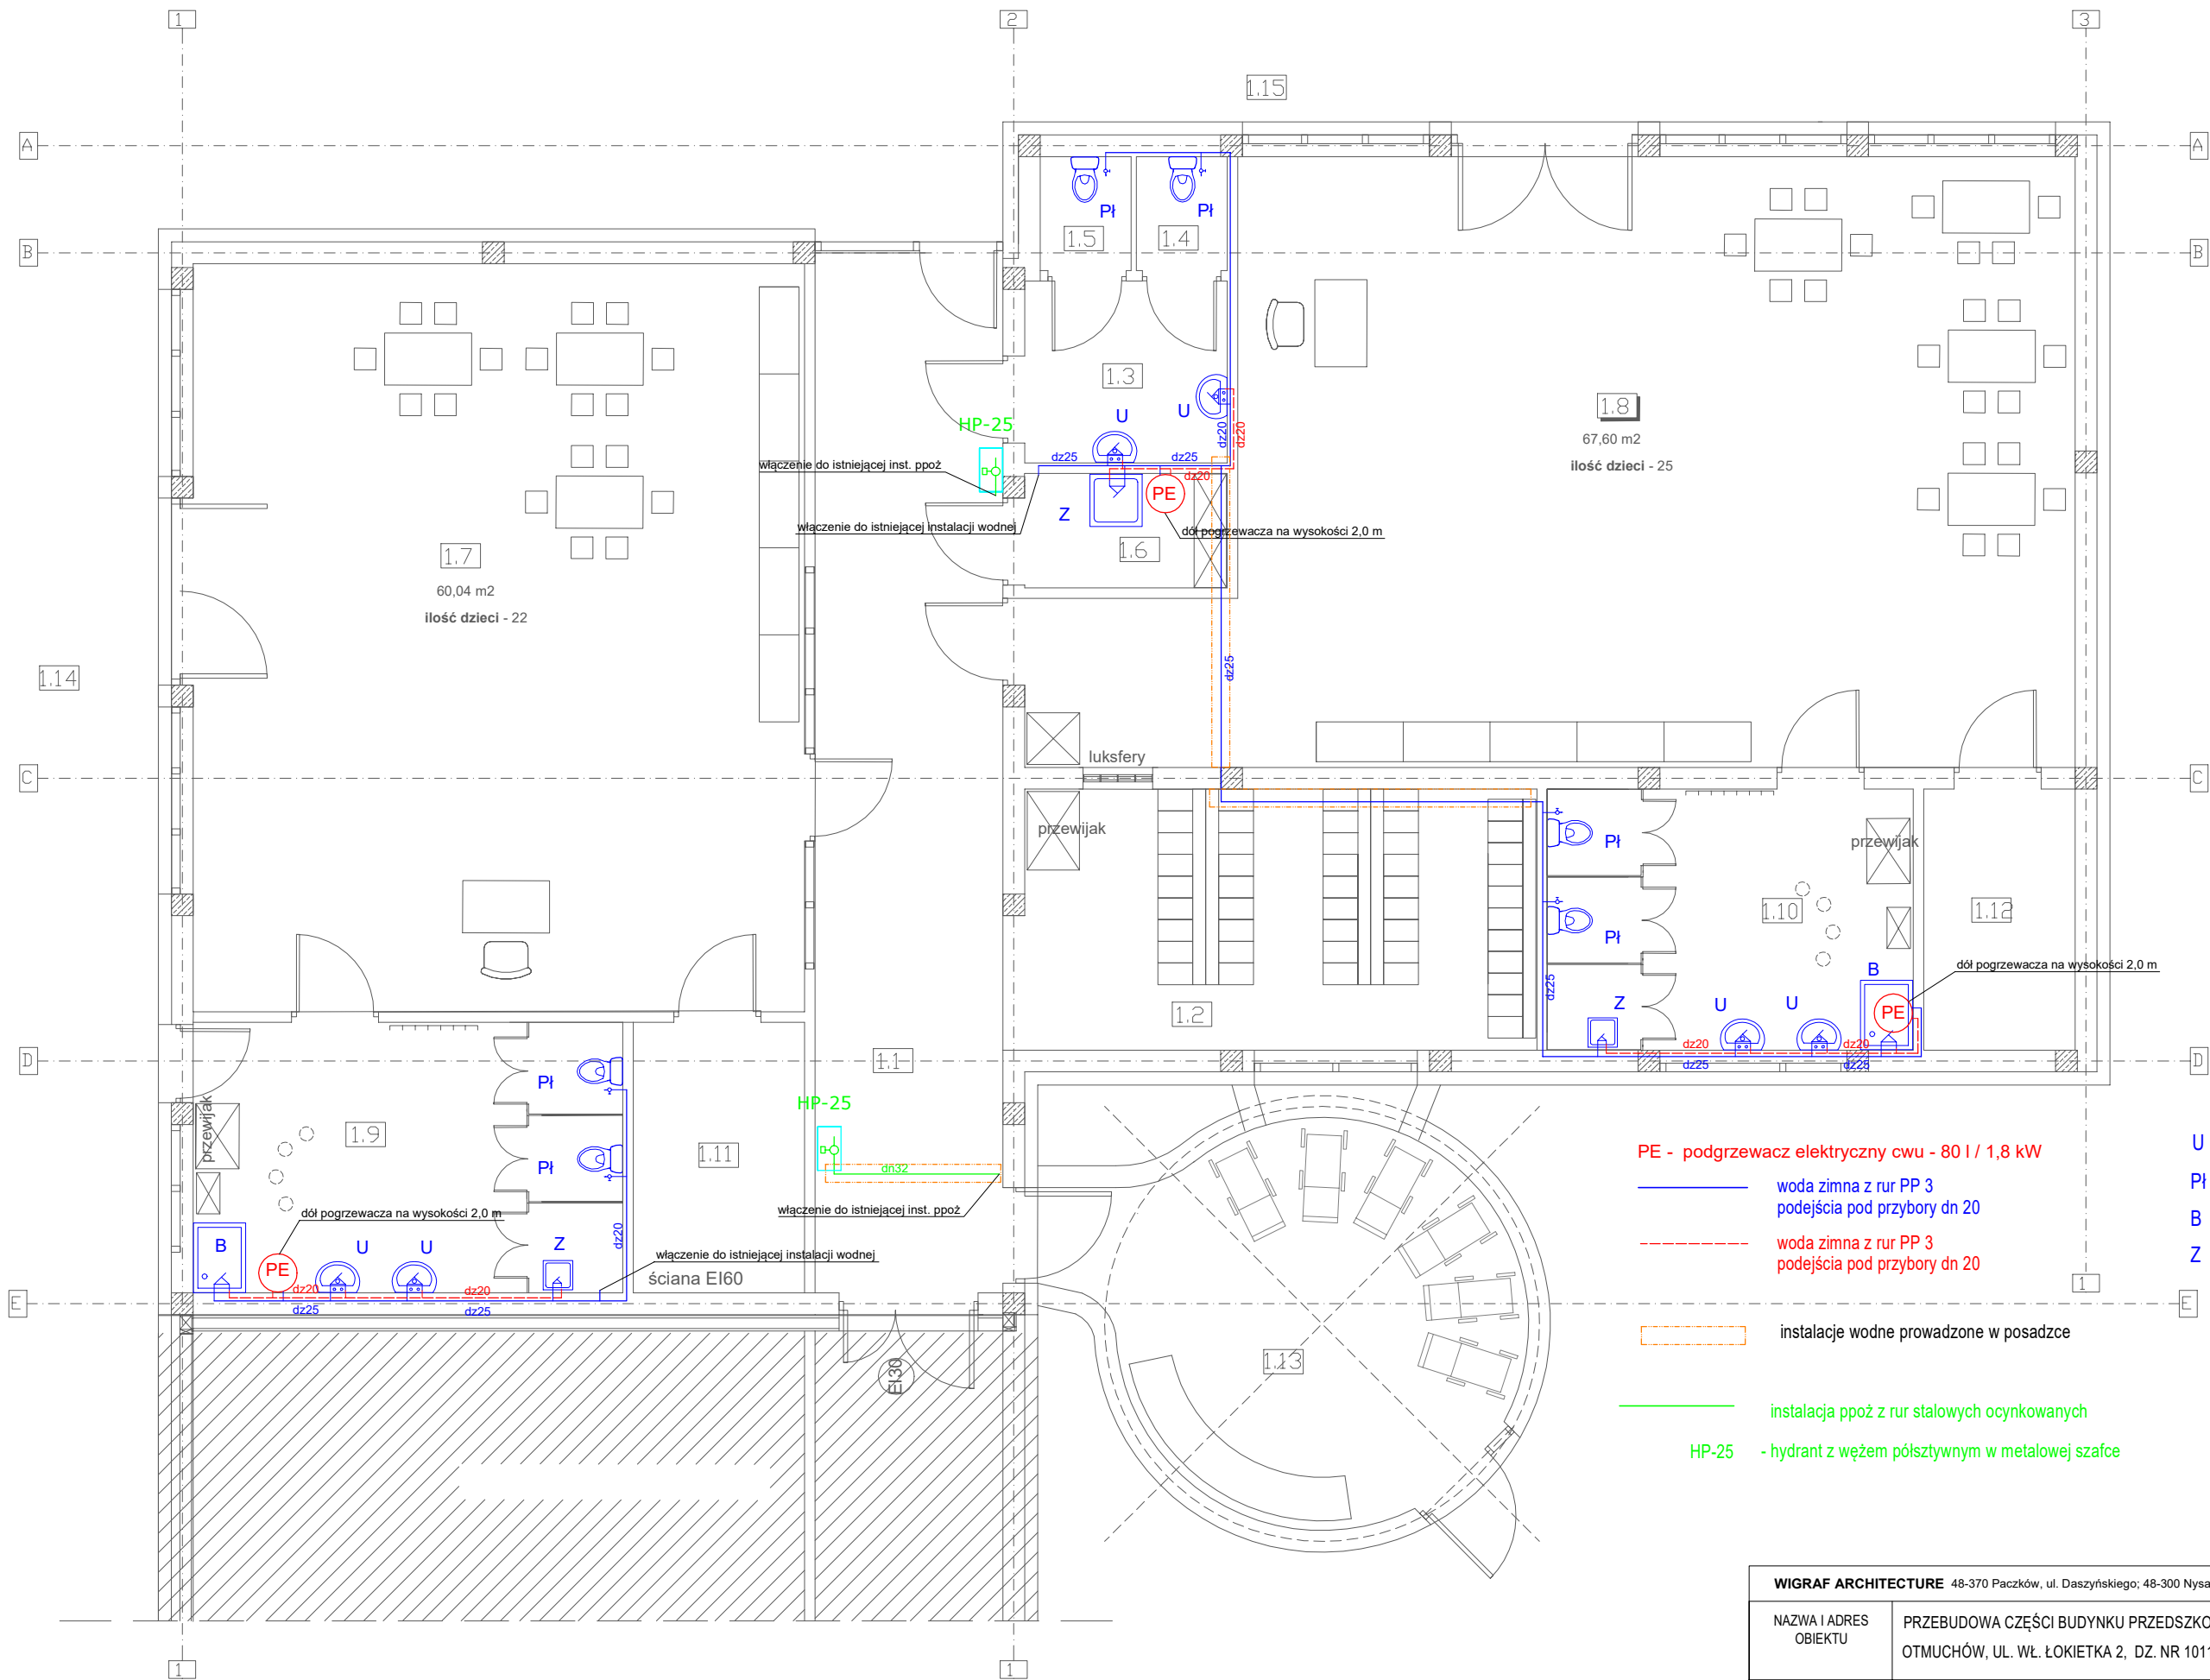 1
2
3
1.15
A
A
Pł
Pł
1.5
1.4
B
B
1.3
U
U
HP-25
dz20
dz20
1.8
67,60 m2
ilość dzieci - 25
włączenie do istniejącej inst. ppoż
dz25
dz25
dz20
PE
Z
włączenie do istniejącej instalacji wodnej
dół pogrzewacza na wysokości 2,0 m
1.6
1.7
60,04 m2
ilość dzieci - 22
1.14
dz25
luksfery
C
C
przewijak
Pł
przewijak
1.10
1.12
Pł
dół pogrzewacza na wysokości 2,0 m
B
dz25
Z
U
U
PE
1.2
dz20
dz20
dz25
dz25
D
D
1.1
Pł
HP-25
przewijak
1.9
1.11
Pł
dn32
włączenie do istniejącej inst. ppoż
dół pogrzewacza na wysokości 2,0 m
B
U
U
Z
dz20
PE
włączenie do istniejącej instalacji wodnej
ściana EI60
dz20
dz20
dz25
dz25
E
E
EI30
1.13
PE - podgrzewacz elektryczny cwu - 80 l / 1,8 kW
U
woda zimna z rur PP 3
podejścia pod przybory dn 20
Pł
B
woda zimna z rur PP 3
podejścia pod przybory dn 20
Z
1
instalacje wodne prowadzone w posadzce
instalacja ppoż z rur stalowych ocynkowanych
HP-25 - hydrant z wężem półsztywnym w metalowej szafce
1
1
WIGRAF ARCHITECTURE 48-370 Paczków, ul. Daszyńskiego; 48-300 Nysa
NAZWA I ADRES
OBIEKTU
PRZEBUDOWA CZĘŚCI BUDYNKU PRZEDSZKO
OTMUCHÓW, UL. WŁ. ŁOKIETKA 2, DZ. NR 1011